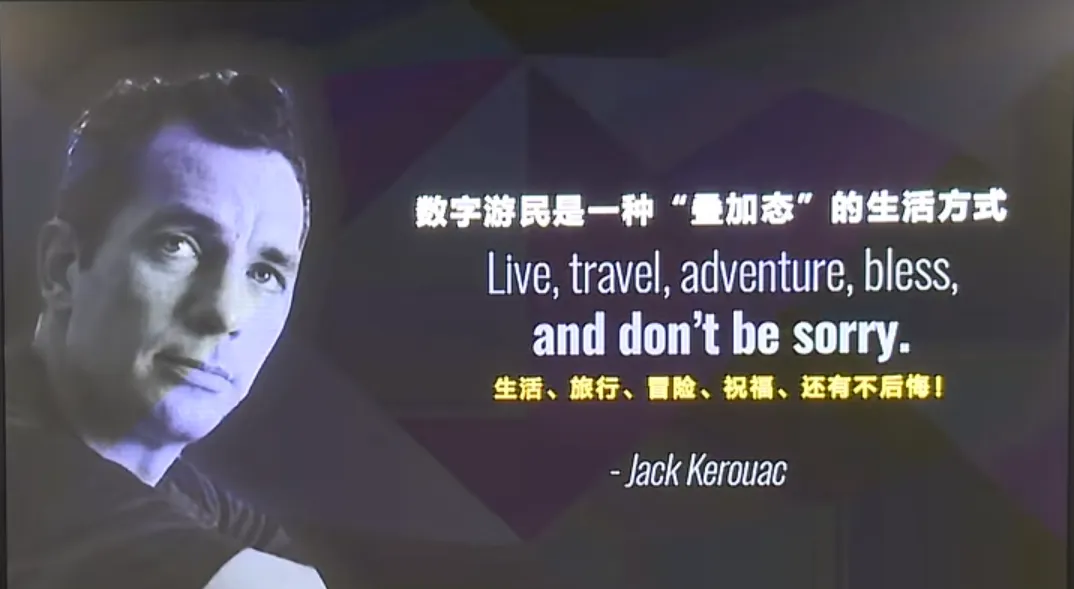 数字游民是一种“叠加态”的生活方式
Live, travel, adventure, bless,
and don’t be sorry.
生活、旅行、冒险、祝福、还有不后悔！
- Jack Kerouac